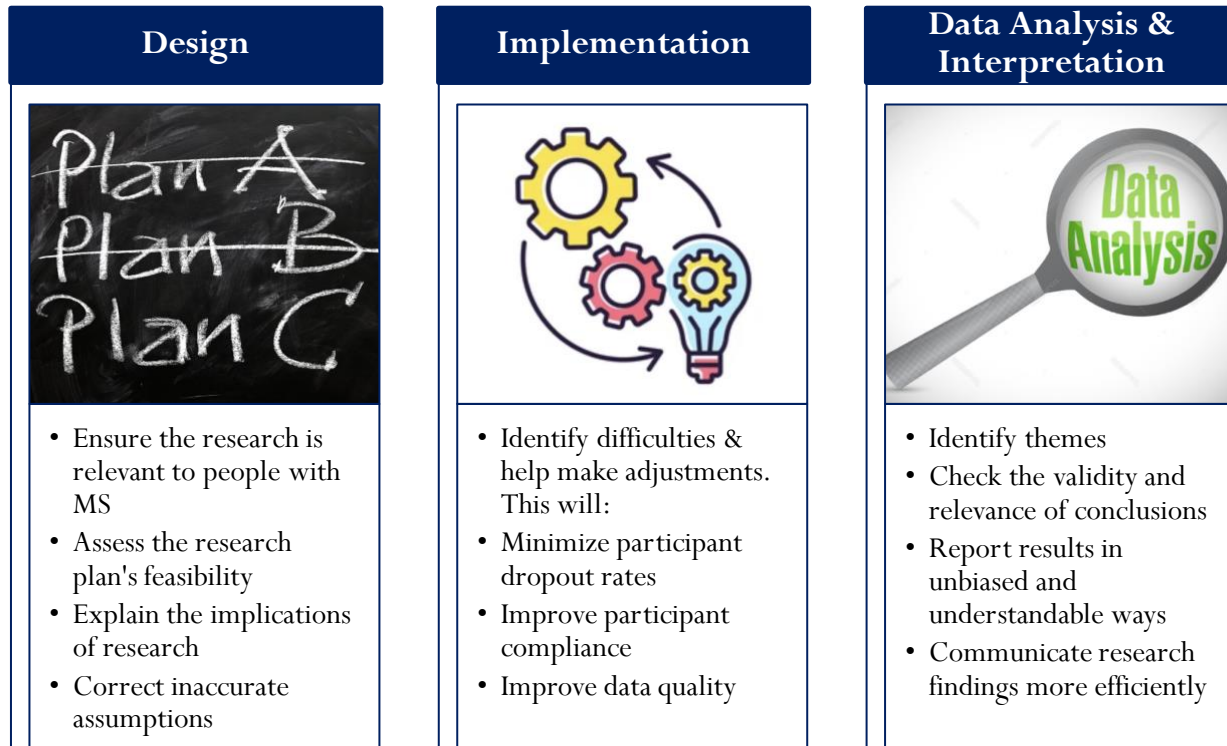 Design
Plan A
Plan B
Plan C
• Ensure the research is
relevant to people with
MS
• Assess the research
plan's feasibility
• Explain the implications
of research
• Correct inaccurate
assumptions
Implementation
• Identify difficulties &
help make adjustments.
This will:
• Minimize participant
dropout rates
• Improve participant
compliance
• Improve data quality
Data Analysis &
Interpretation
Data
Analysis
• Identify themes
• Check the validity and
relevance of conclusions
• Report results in
unbiased and
understandable ways
• Communicate research
findings more efficiently